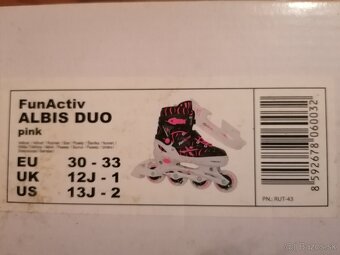 FunActiv
ALBIS DUO
pink
EU 30 - 33
UK 12J - 1
US 13J - 2
8 592678 060032
PN.: RUT-43